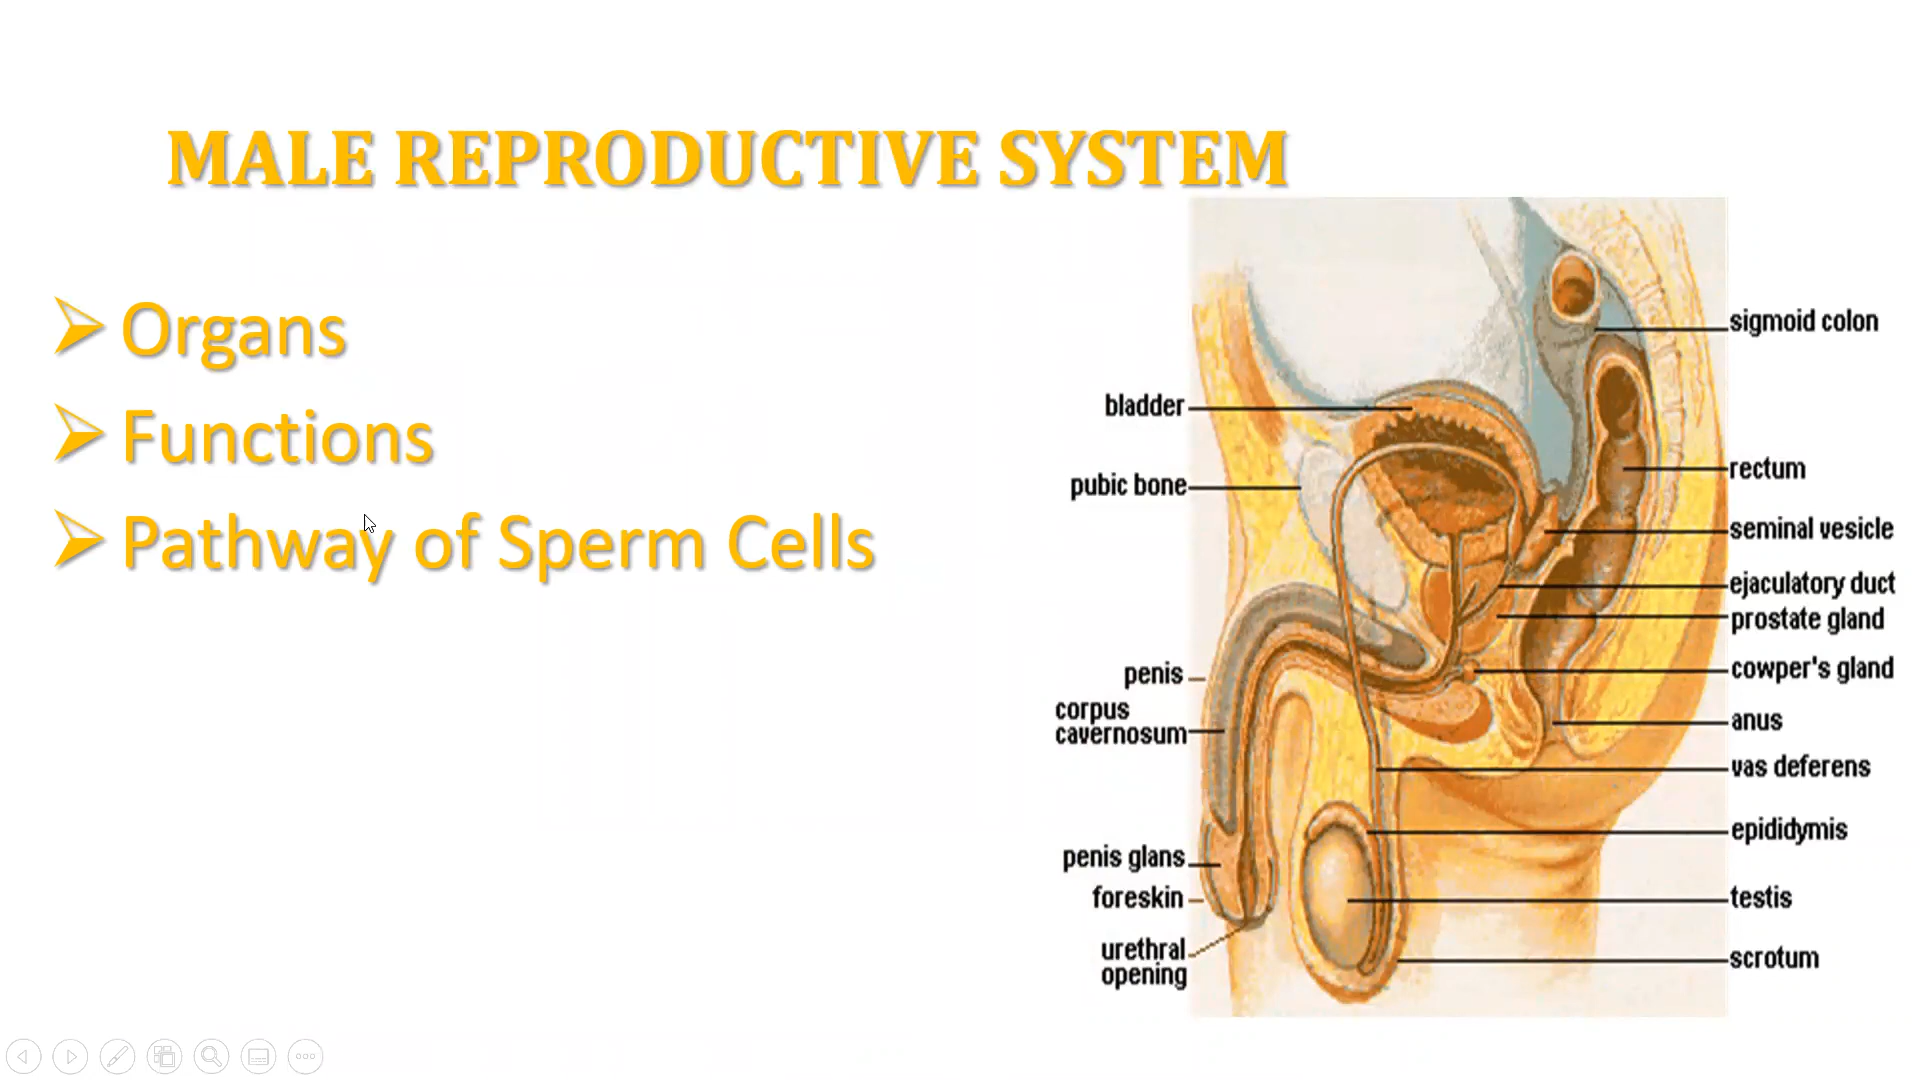 MALE REPRODUCTIVE SYSTEM
Organs
Functions
Pathway of Sperm Cells
bladder
pubic bone
penis
corpus
cavernosum
penis glans
foreskin
urethral
opening
sigmoid colon
rectum
seminal vesicle
ejaculatory duct
prostate gland
cowper's gland
anus
vas deferens
epididymis
testis
scrotum